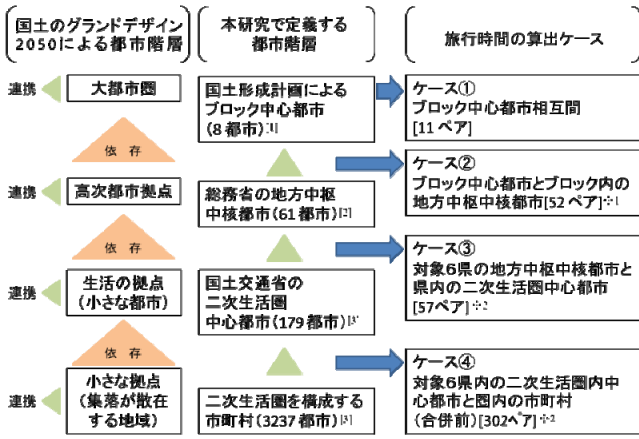 国土のグランドデザイン
2050による都市階層
本研究で定義する
都市階層
旅行時間の算出ケース
連携
大都市圏
国土形成計画による
ブロック中心都市
(8都市)[1]
ケース①
ブロック中心都市相互間
[11ペア]
依 存
連携
高次都市拠点
総務省の地方中枢
中核都市(61都市)[2]
ケース②
ブロック中心都市とブロック内の
地方中枢中核都市[52ペア]※1
依 存
連携
生活の拠点
(小さな都市)
国土交通省の
二次生活圏
中心都市(179都市)[3]
ケース③
対象6県の地方中枢中核都市と
県内の二次生活圏中心都市
[57ペア]※2
依 存
連携
小さな拠点
(集落が散在
する地域)
二次生活圏を構成する
市町村(3237都市)[3]
ケース④
対象6県内の二次生活圏内中
心都市と圏内の市町村
(合併前)[302ペア]※2